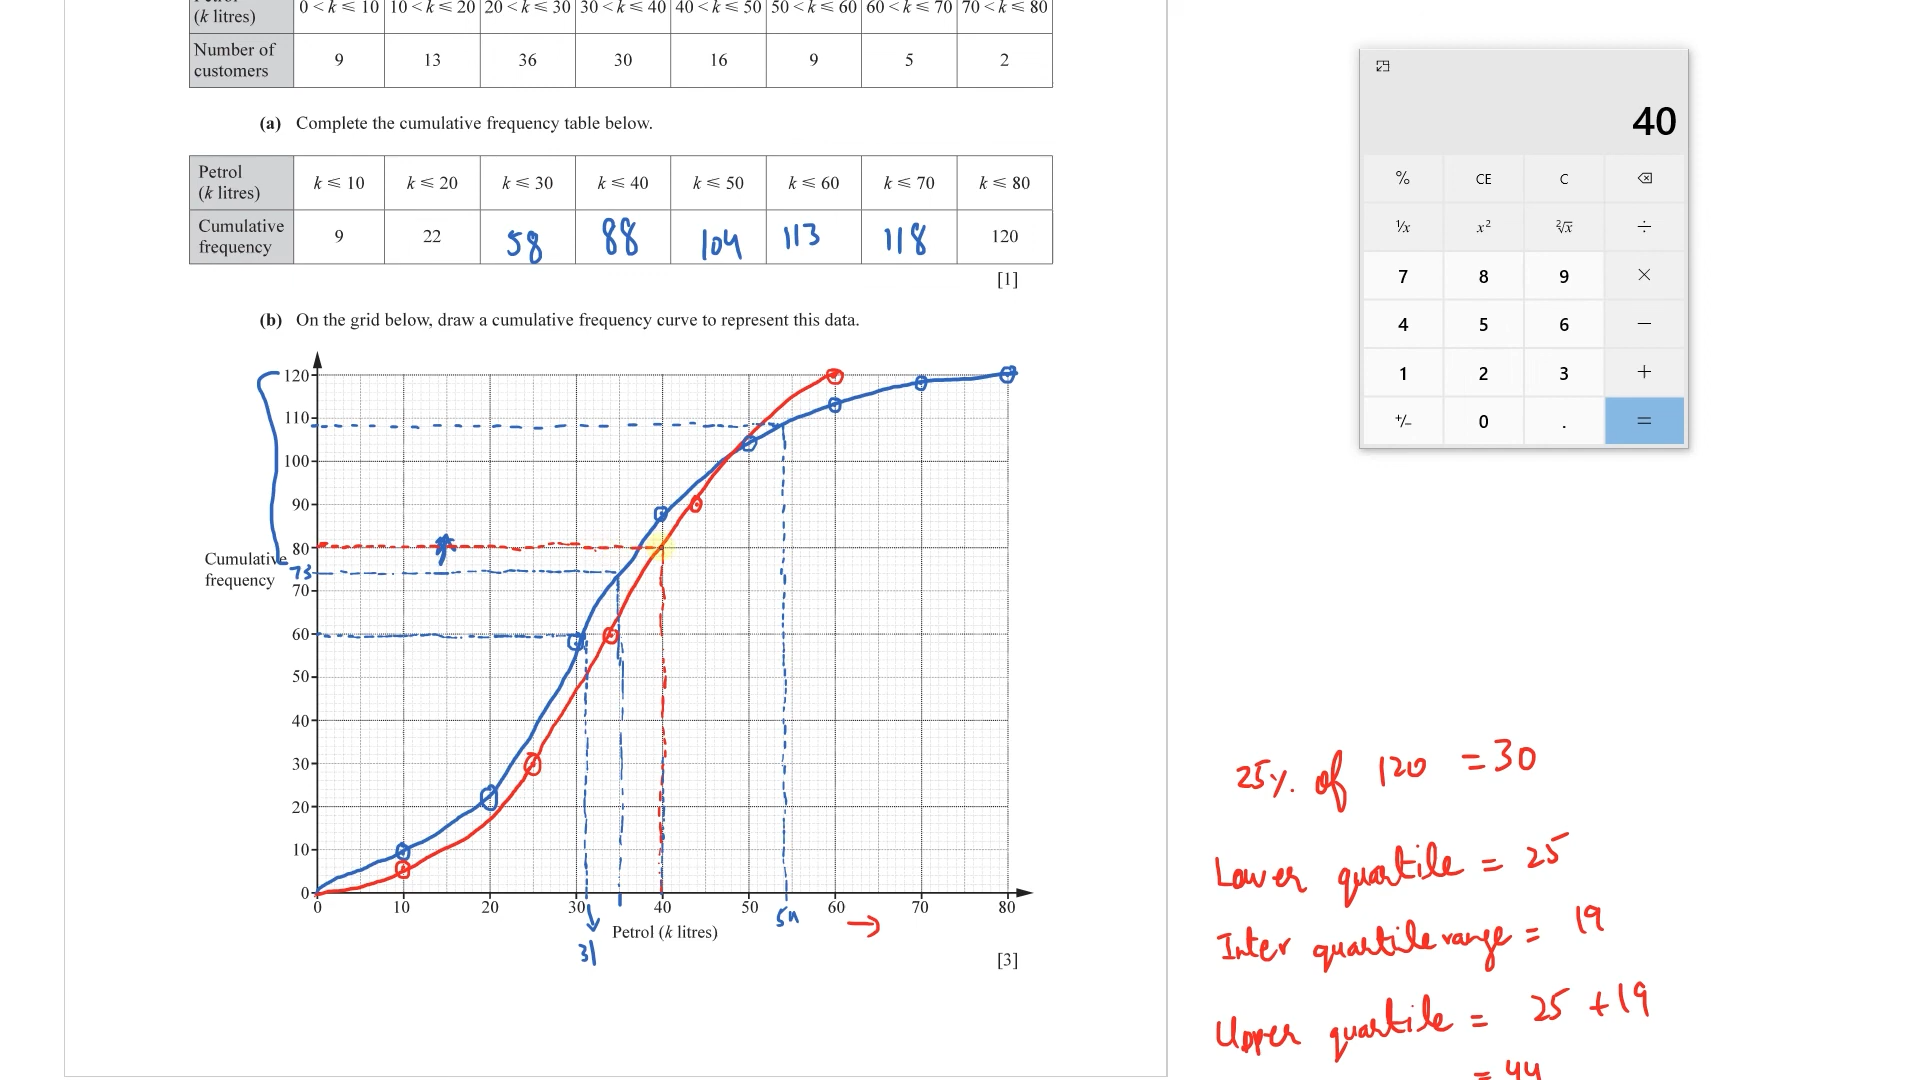 (k litres) 0 < k ⩽ 10 10 < k ⩽ 20 20 < k ⩽ 30 30 < k ⩽ 40 40 < k ⩽ 50 50 < k ⩽ 60 60 < k ⩽ 70 70 < k ⩽ 80
Number of customers 9 13 36 30 16 9 5 2
(a) Complete the cumulative frequency table below.
Petrol (k litres) k ⩽ 10 k ⩽ 20 k ⩽ 30 k ⩽ 40 k ⩽ 50 k ⩽ 60 k ⩽ 70 k ⩽ 80
Cumulative frequency 9 22 58 88 104 113 118 120
[1]
(b) On the grid below, draw a cumulative frequency curve to represent this data.
120
110
100
90
80
Cumulative
frequency
73
70
60
50
40
30
20
10
0
0 10 20 30 40 50 60 70 80
54
Petrol (k litres)
31
[3]
40
% CE C
¹/x x² ²√x ÷
7 8 9 ×
4 5 6 −
1 2 3 +
+/− 0 . =
25% of 120 = 30
Lower quartile = 25
Inter quartile range = 19
Upper quartile = 25 + 19
= 44